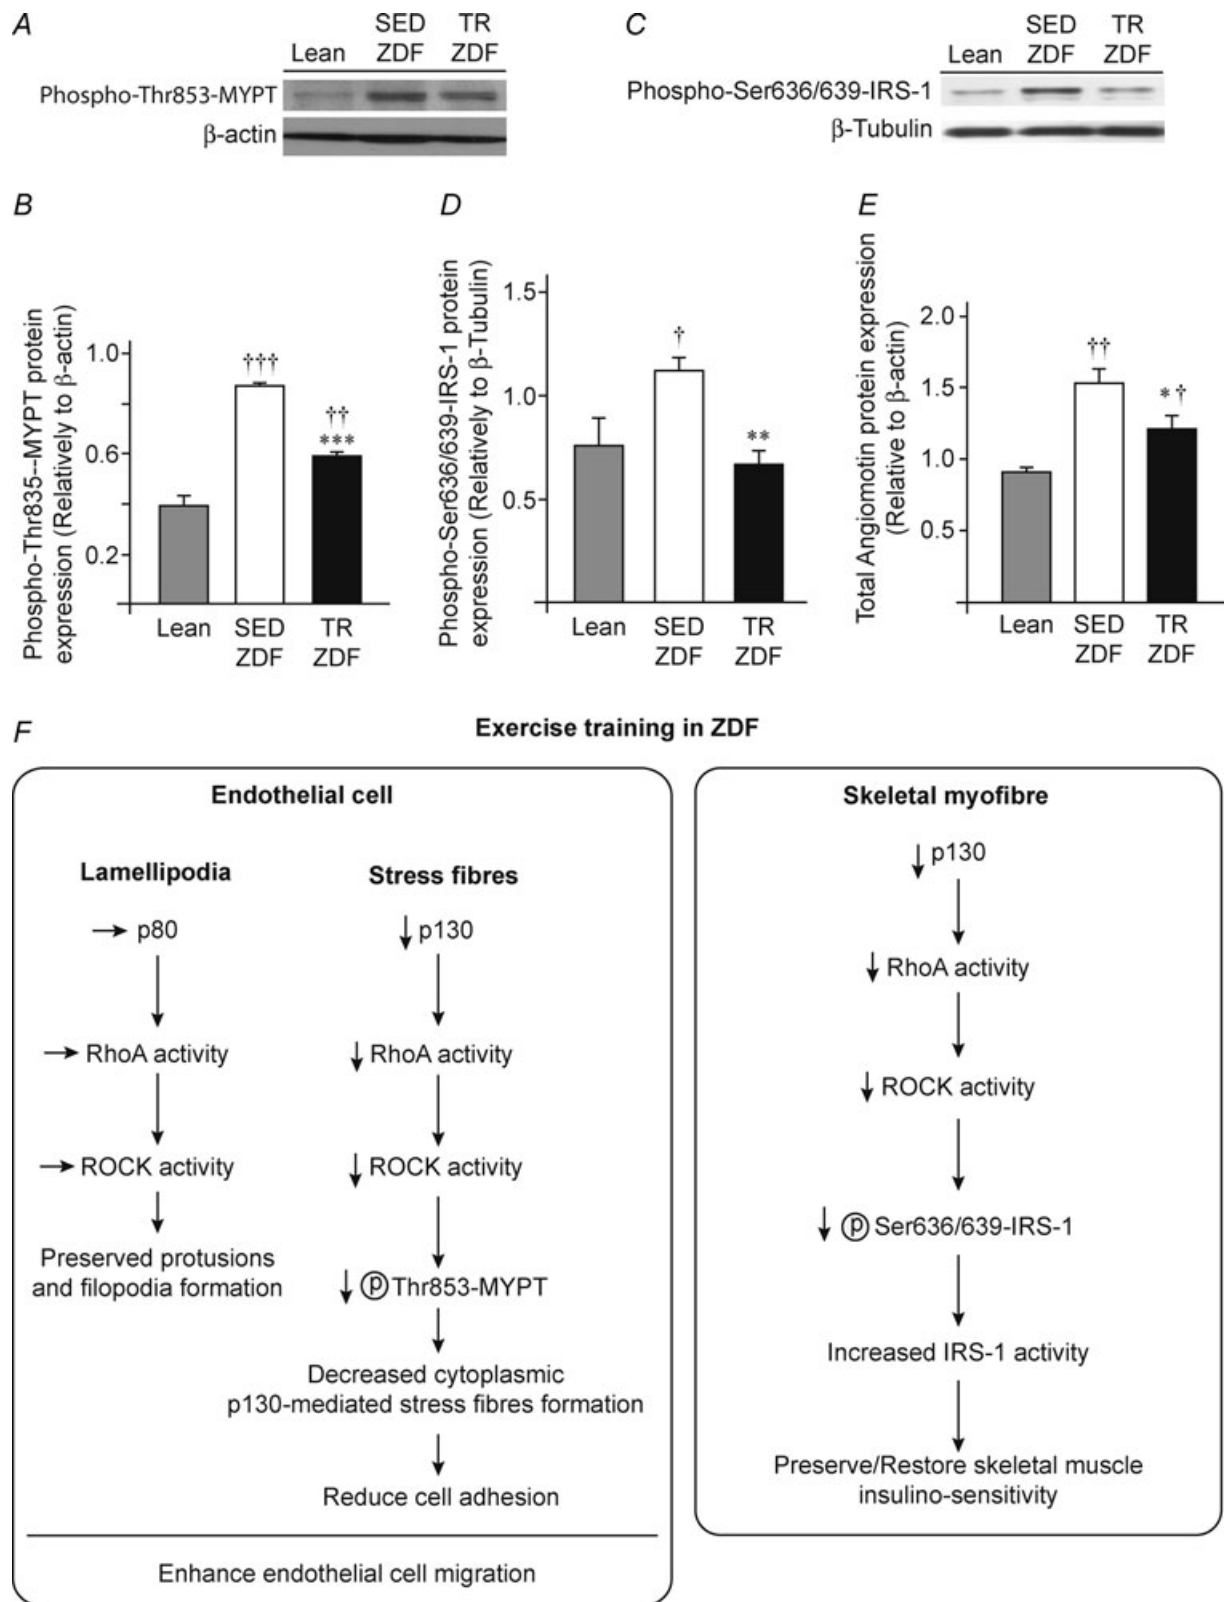 A
Lean
SED
ZDF
TR
ZDF
Phospho-Thr853-MYPT
β-actin
C
Lean
SED
ZDF
TR
ZDF
Phospho-Ser636/639-IRS-1
β-Tubulin
B
Phospho-Thr835--MYPT protein
expression (Relatively to β-actin)
1.0
0.6
0.2
†††
††
***
Lean
SED
ZDF
TR
ZDF
D
Phospho-Ser636/639-IRS-1 protein
expression (Relatively to β-Tubulin)
1.5
1.0
0.5
†
**
Lean
SED
ZDF
TR
ZDF
E
Total Angiomotin protein expression
(Relative to β-actin)
2.0
1.5
1.0
0.5
††
*†
Lean
SED
ZDF
TR
ZDF
F
Exercise training in ZDF
Endothelial cell
Lamellipodia
→ p80
→ RhoA activity
→ ROCK activity
Preserved protusions
and filopodia formation
Stress fibres
↓ p130
↓ RhoA activity
↓ ROCK activity
↓ ⓟ Thr853-MYPT
Decreased cytoplasmic
p130-mediated stress fibres formation
Reduce cell adhesion
Enhance endothelial cell migration
Skeletal myofibre
↓ p130
↓ RhoA activity
↓ ROCK activity
↓ ⓟ Ser636/639-IRS-1
Increased IRS-1 activity
Preserve/Restore skeletal muscle
insulino-sensitivity